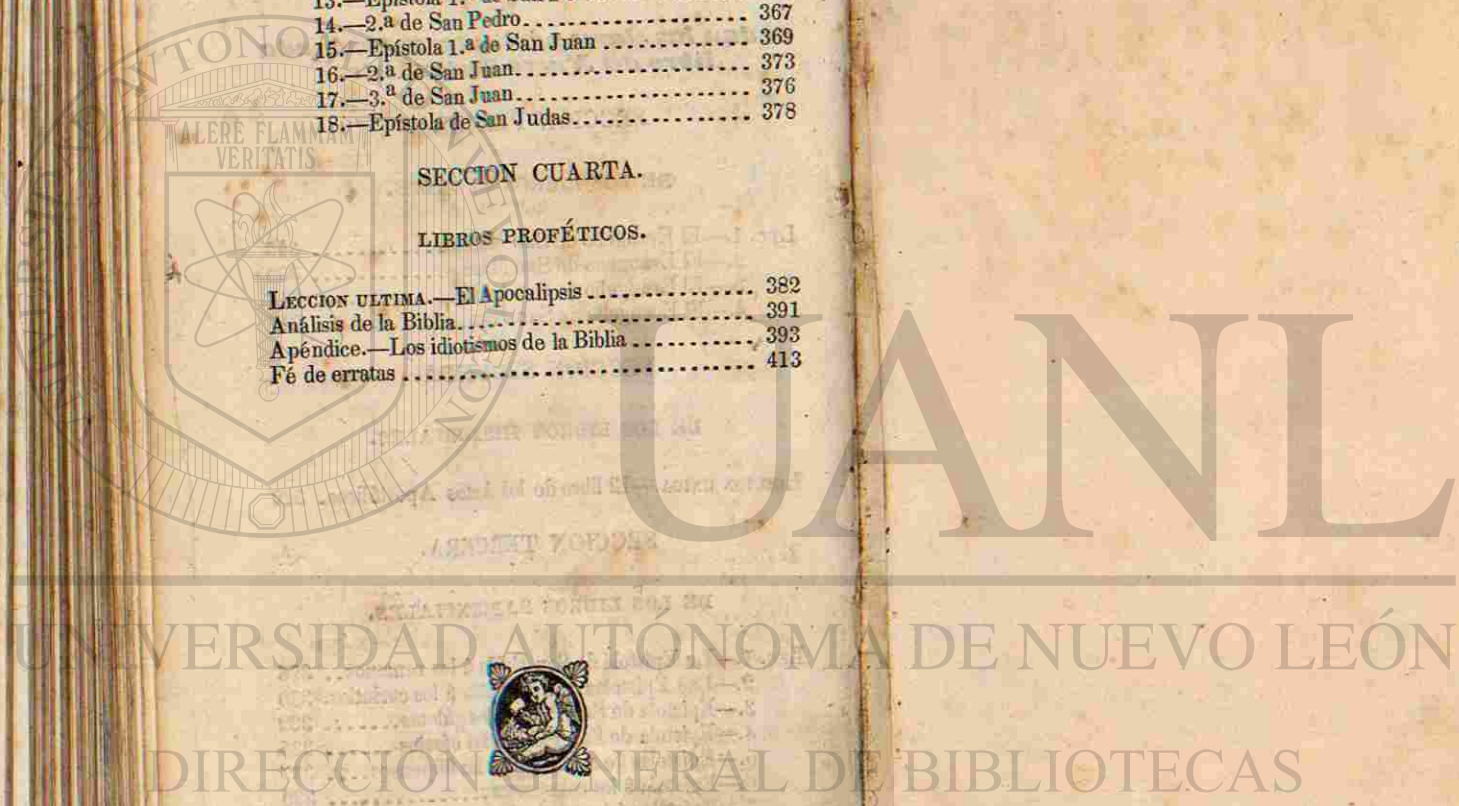 14.—2.ª de San Pedro.................... 367
15.—Epístola 1.ª de San Juan ............. 369
16.—2.ª de San Juan..................... 373
17.—3.ª de San Juan..................... 376
18.—Epístola de San Judas................ 378
SECCION CUARTA.
LIBROS PROFÉTICOS.
LECCION ULTIMA.—El Apocalipsis ............... 382
Análisis de la Biblia.......................... 391
Apéndice.—Los idiotismos de la Biblia ........... 393
Fé de erratas ................................ 413
ALERE FLAMMAM
VERITATIS
UANL
UNIVERSIDAD AUTÓNOMA DE NUEVO LEÓN
DIRECCIÓN GENERAL DE BIBLIOTECAS